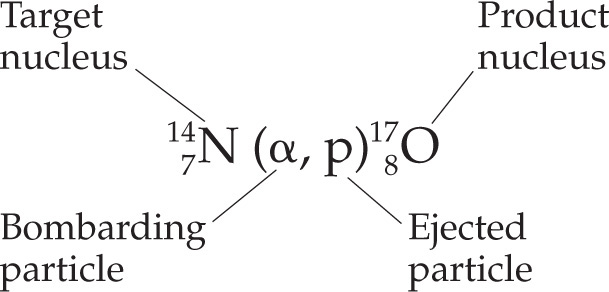 Target nucleus
Product nucleus
¹⁴₇N (α, p)¹⁷₈O
Bombarding particle
Ejected particle